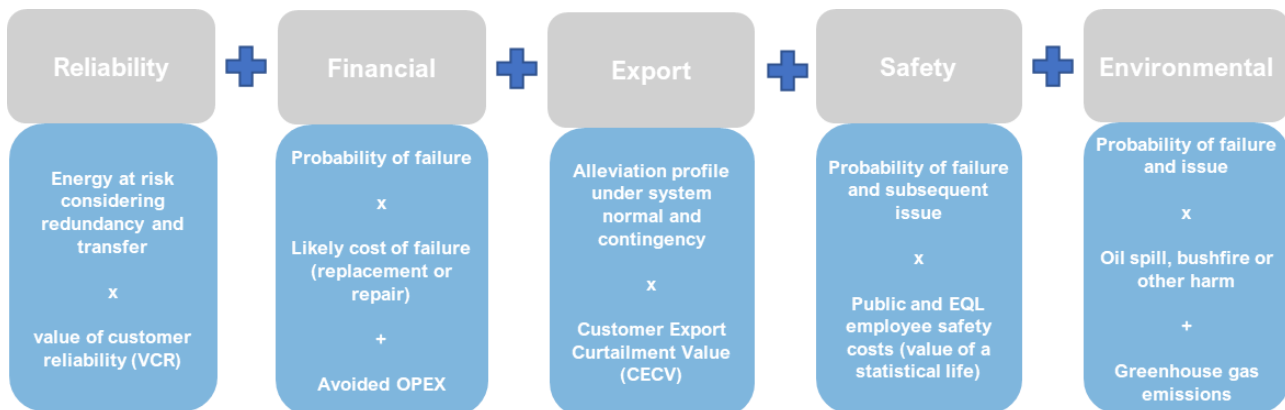 Reliability
Financial
Export
Safety
Environmental
Energy at risk
considering
redundancy and
transfer
x
value of customer
reliability (VCR)
Probability of failure
x
Likely cost of failure
(replacement or
repair)
+
Avoided OPEX
Alleviation profile
under system
normal and
contingency
x
Customer Export
Curtailment Value
(CECV)
Probability of failure
and subsequent
issue
x
Public and EQL
employee safety
costs (value of a
statistical life)
Probability of failure
and issue
x
Oil spill, bushfire or
other harm
+
Greenhouse gas
emissions